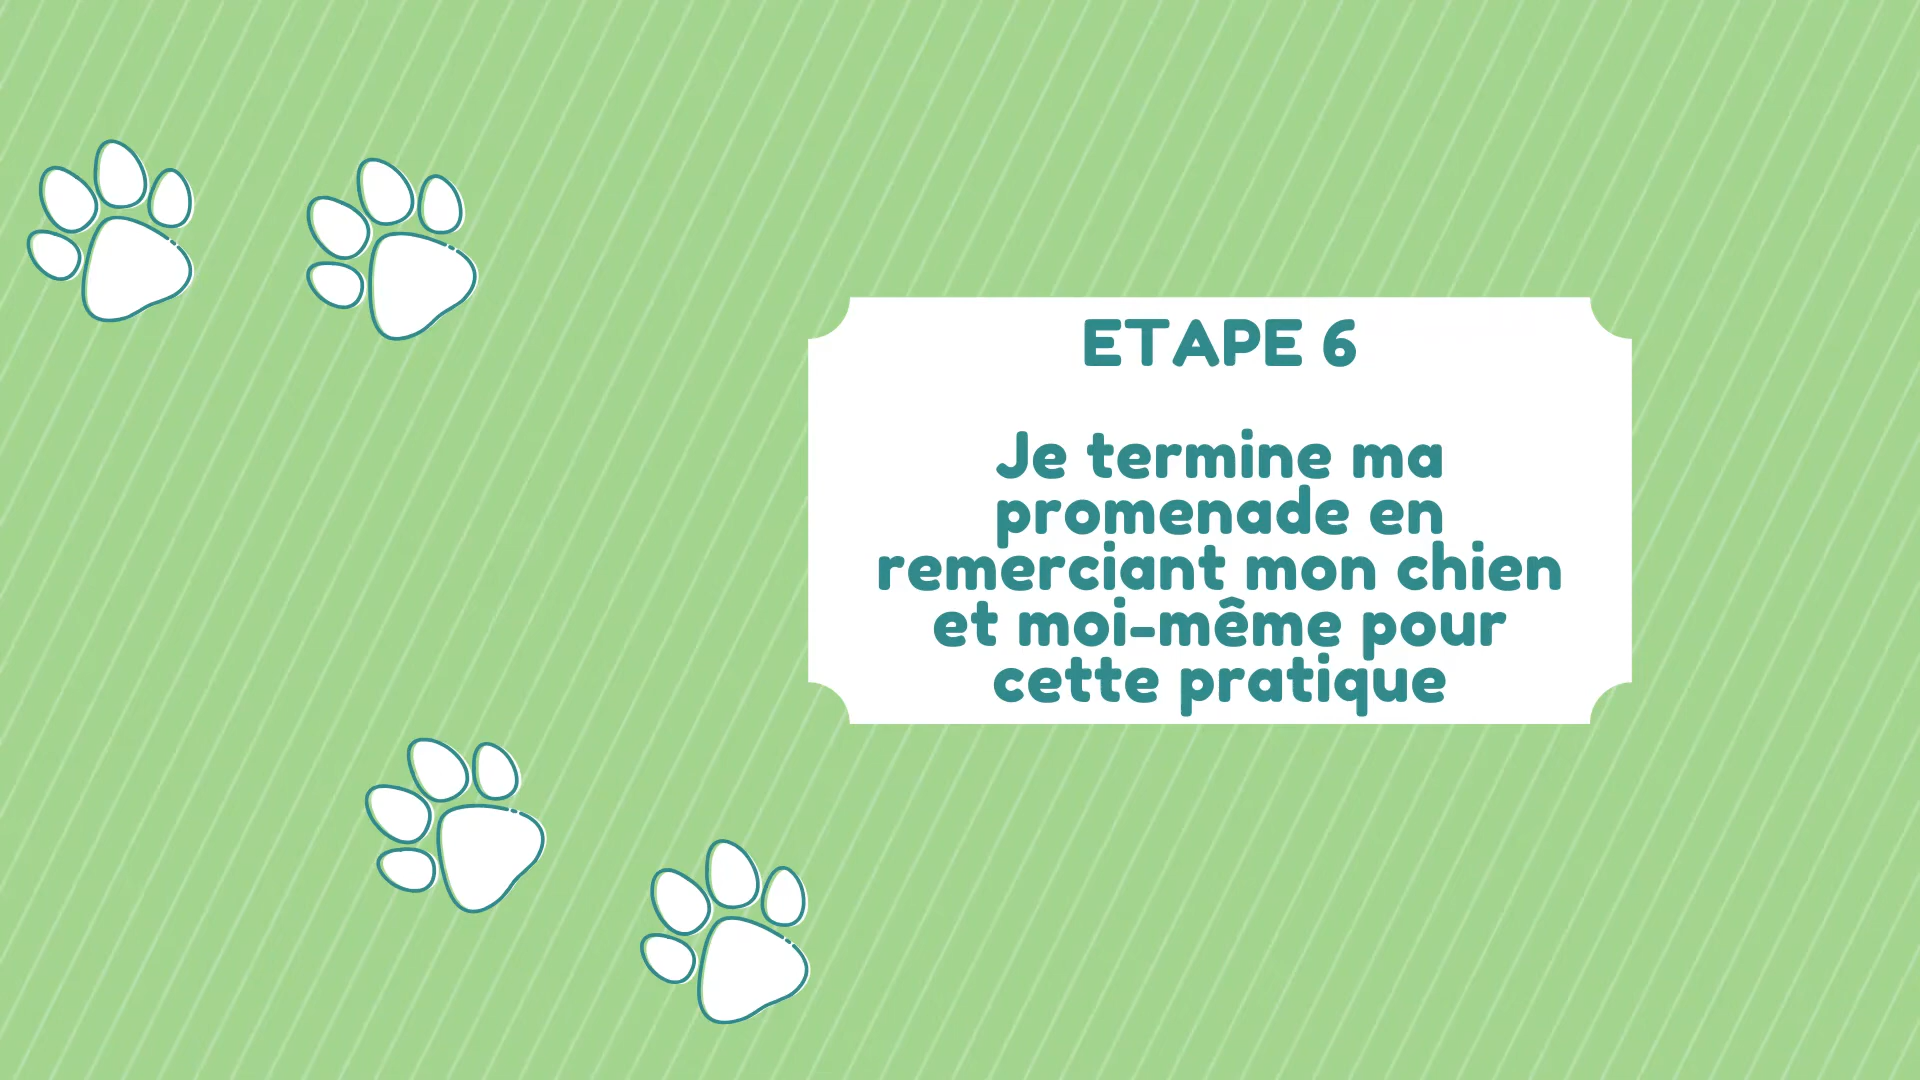 ETAPE 6
Je termine ma
promenade en
remerciant mon chien
et moi-même pour
cette pratique